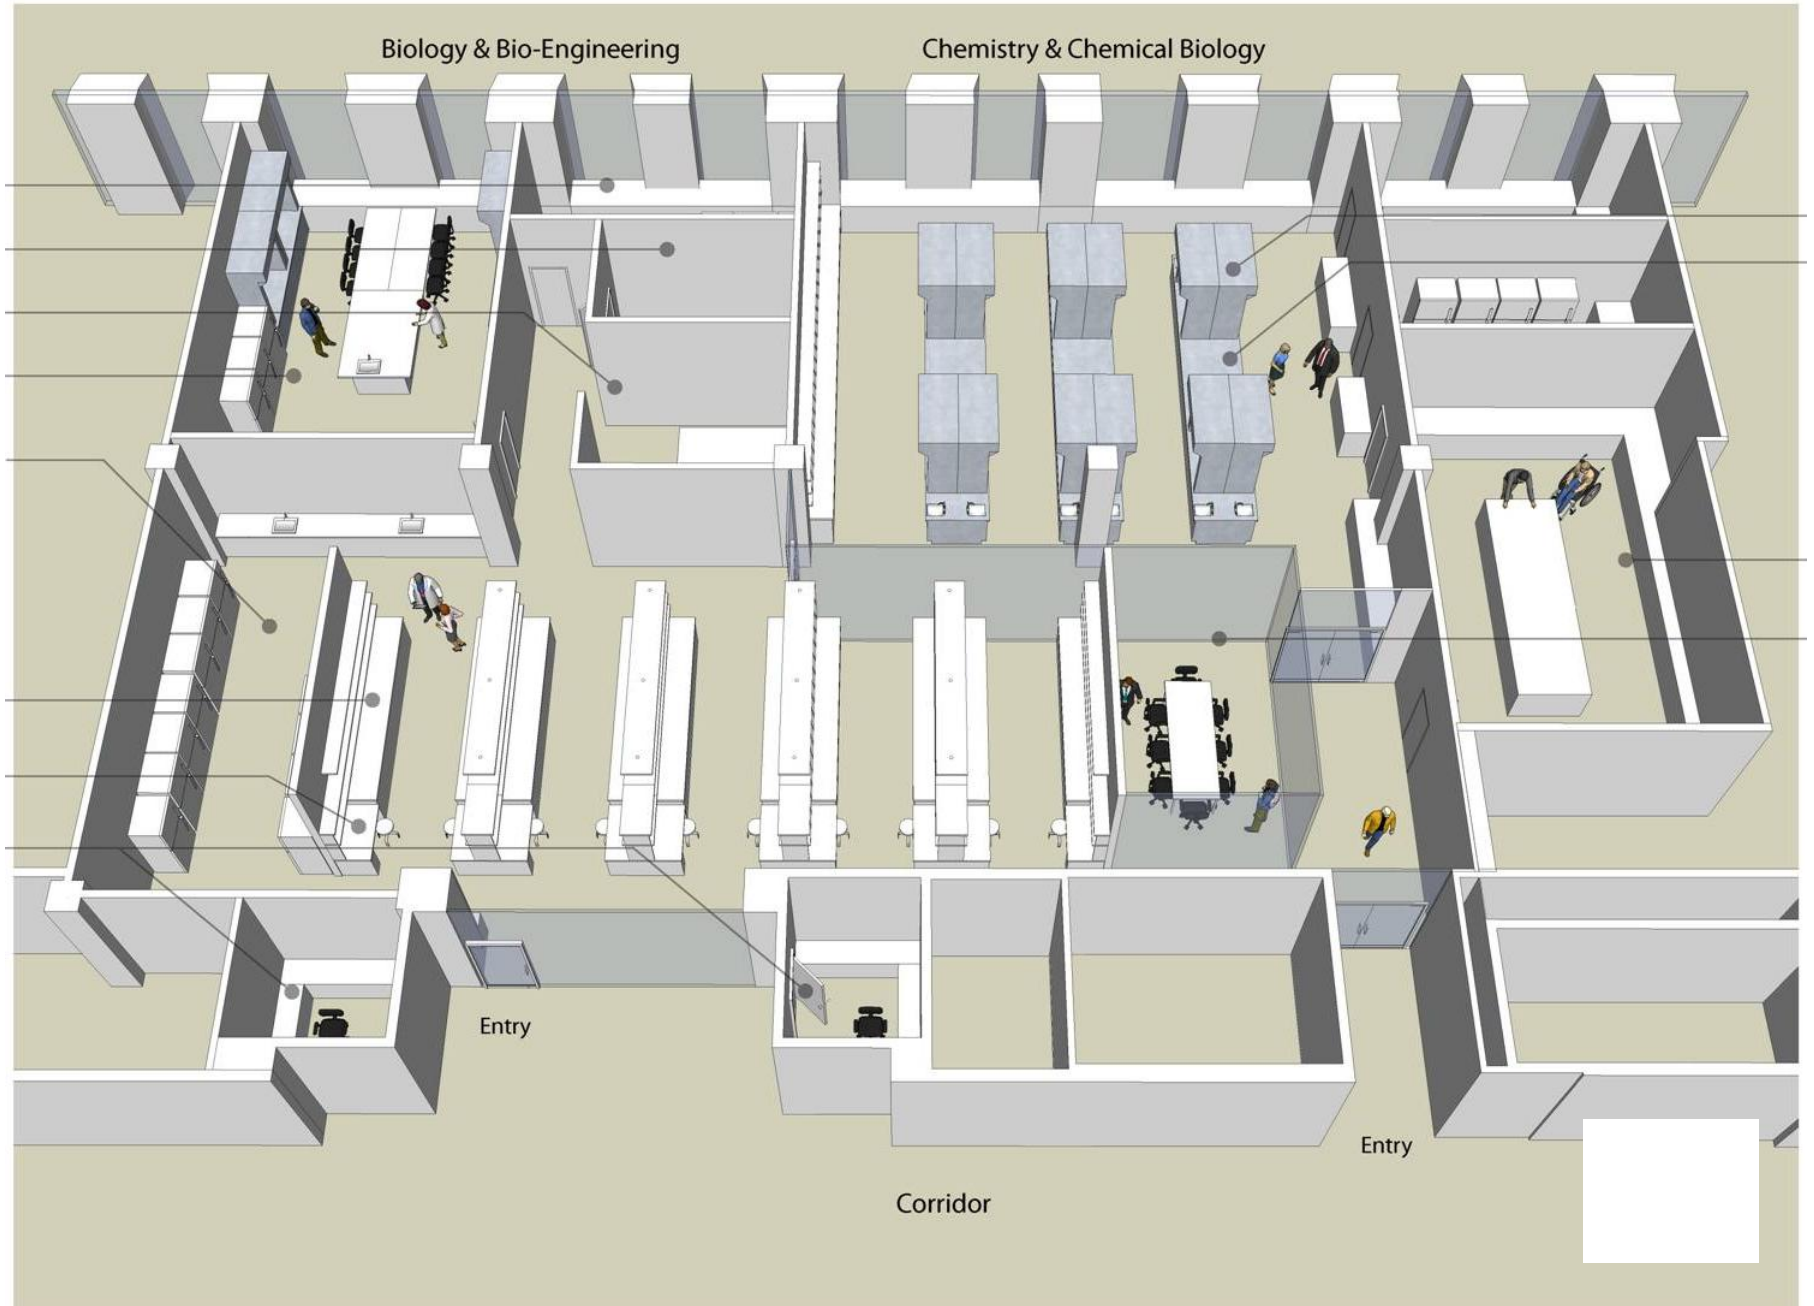 Biology & Bio-Engineering
Chemistry & Chemical Biology
Entry
Entry
Corridor